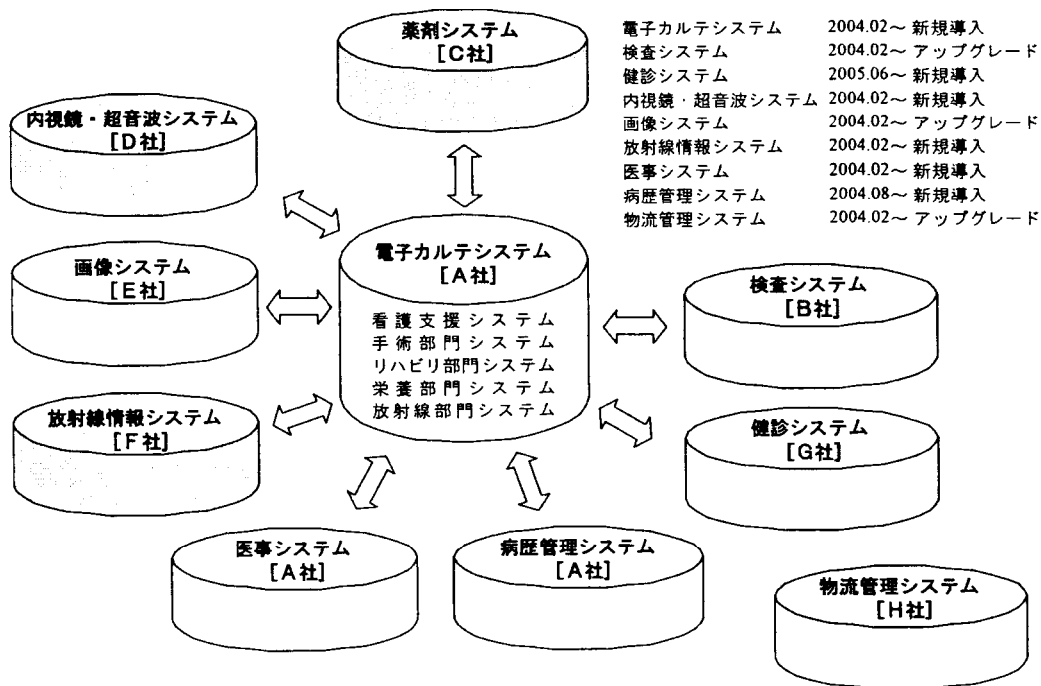 薬剤システム
[C社]
電子カルテシステム 2004.02～ 新規導入
検査システム 2004.02～ アップグレード
健診システム 2005.06～ 新規導入
内視鏡・超音波システム 2004.02～ 新規導入
画像システム 2004.02～ アップグレード
放射線情報システム 2004.02～ 新規導入
医事システム 2004.02～ 新規導入
病歴管理システム 2004.08～ 新規導入
物流管理システム 2004.02～ アップグレード
内視鏡・超音波システム
[D社]
電子カルテシステム
[A社]
看護支援システム
手術部門システム
リハビリ部門システム
栄養部門システム
放射線部門システム
画像システム
[E社]
検査システム
[B社]
放射線情報システム
[F社]
健診システム
[G社]
医事システム
[A社]
病歴管理システム
[A社]
物流管理システム
[H社]